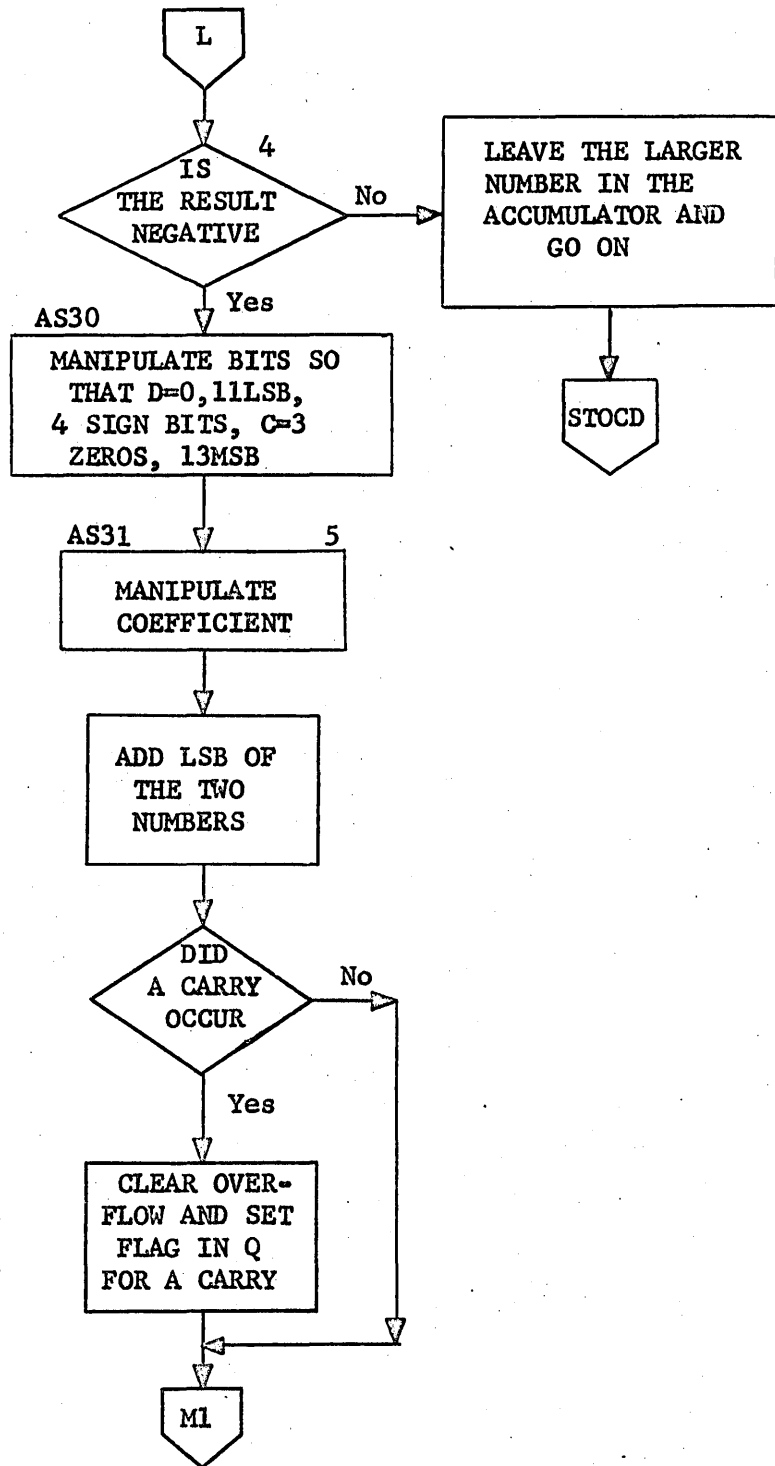 L
4
IS
THE RESULT
NEGATIVE
No
LEAVE THE LARGER
NUMBER IN THE
ACCUMULATOR AND
GO ON
Yes
STOCD
AS30
MANIPULATE BITS SO
THAT D=0,11LSB,
4 SIGN BITS, C=3
ZEROS, 13MSB
AS31
5
MANIPULATE
COEFFICIENT
ADD LSB OF
THE TWO
NUMBERS
DID
A CARRY
OCCUR
No
Yes
CLEAR OVER-
FLOW AND SET
FLAG IN Q
FOR A CARRY
M1